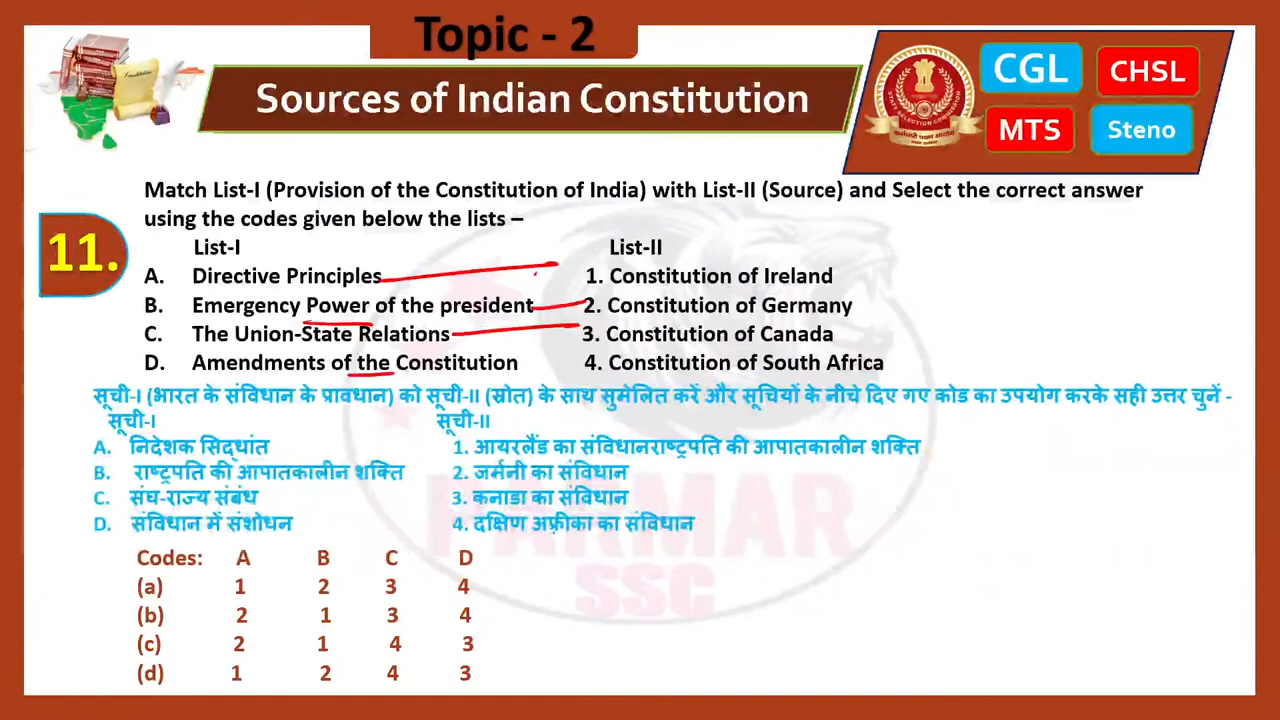 Topic - 2
Sources of Indian Constitution
CGL
CHSL
MTS
Steno
Constitution
STAFF SELECTION COMMISSION
11.
Match List-I (Provision of the Constitution of India) with List-II (Source) and Select the correct answer
using the codes given below the lists –
List-I List-II
A. Directive Principles 1. Constitution of Ireland
B. Emergency Power of the president 2. Constitution of Germany
C. The Union-State Relations 3. Constitution of Canada
D. Amendments of the Constitution 4. Constitution of South Africa
सूची-I (भारत के संविधान के प्रावधान) को सूची-II (स्रोत) के साथ सुमेलित करें और सूचियों के नीचे दिए गए कोड का उपयोग करके सही उत्तर चुनें -
सूची-I सूची-II
A. निदेशक सिद्धांत 1. आयरलैंड का संविधानराष्ट्रपति की आपातकालीन शक्ति
B. राष्ट्रपति की आपातकालीन शक्ति 2. जर्मनी का संविधान
C. संघ-राज्य संबंध 3. कनाडा का संविधान
D. संविधान में संशोधन 4. दक्षिण अफ्रीका का संविधान
PARMAR
SSC
Codes: A B C D
(a) 1 2 3 4
(b) 2 1 3 4
(c) 2 1 4 3
(d) 1 2 4 3